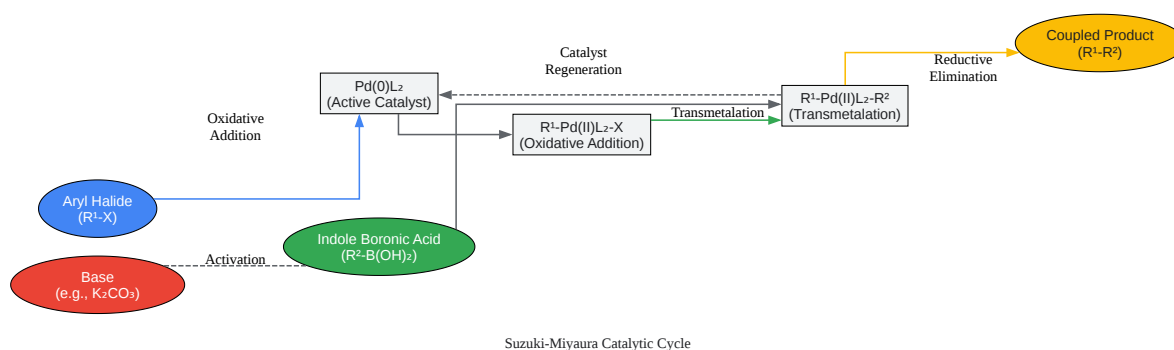 Coupled Product
(R¹-R²)
Catalyst
Regeneration
Reductive
Elimination
Pd(0)L₂
(Active Catalyst)
R¹-Pd(II)L₂-R²
(Transmetalation)
Oxidative
Addition
Transmetalation
R¹-Pd(II)L₂-X
(Oxidative Addition)
Aryl Halide
(R¹-X)
Indole Boronic Acid
(R²-B(OH)₂)
Activation
Base
(e.g., K₂CO₃)
Suzuki-Miyaura Catalytic Cycle